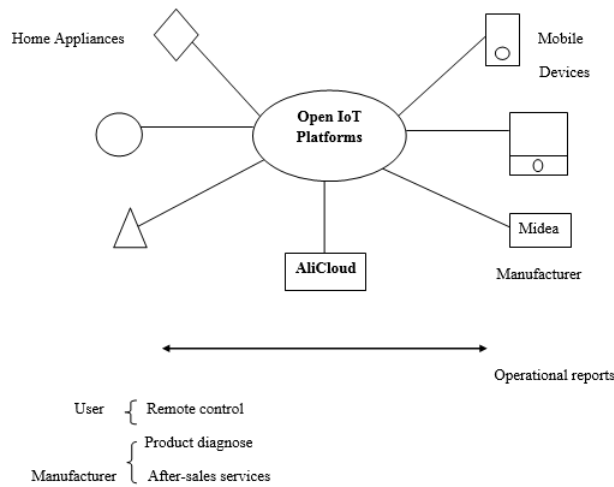 Home Appliances
Mobile
Devices
Open IoT
Platforms
Midea
AliCloud
Manufacturer
Operational reports
User { Remote control
Product diagnose
Manufacturer { After-sales services